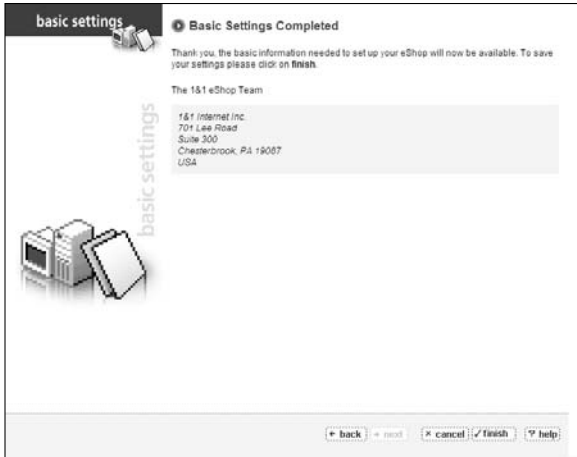 basic settings
Basic Settings Completed
Thank you, the basic information needed to set up your eShop will now be available. To save
your settings please click on finish.
The 1&1 eShop Team
1&1 Internet Inc.
701 Lee Road
Suite 300
Chesterbrook, PA 19087
USA
basic settings
back
next
cancel
finish
? help